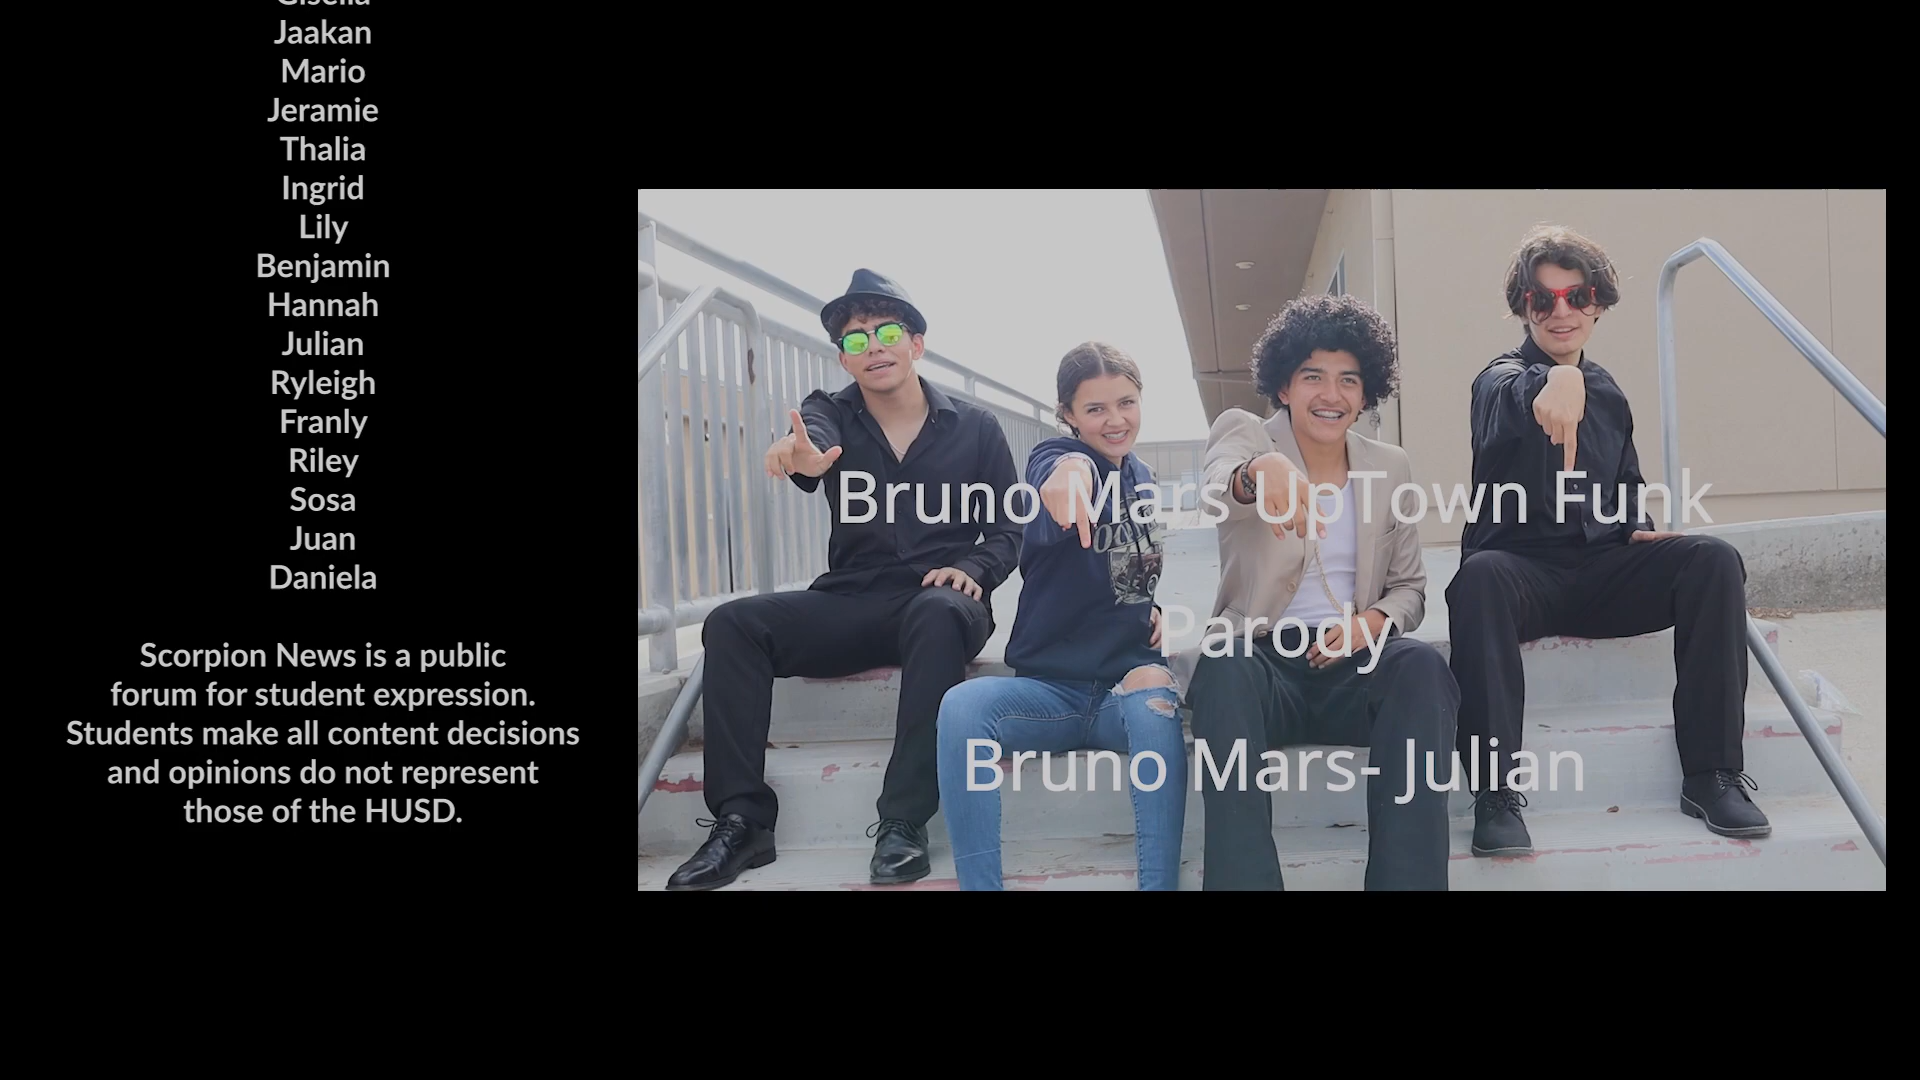 Gisella
Jaakan
Mario
Jeramie
Thalia
Ingrid
Lily
Benjamin
Hannah
Julian
Ryleigh
Franly
Riley
Sosa
Juan
Daniela
Scorpion News is a public
forum for student expression.
Students make all content decisions
and opinions do not represent
those of the HUSD.
Bruno Mars UpTown Funk
Parody
Bruno Mars- Julian